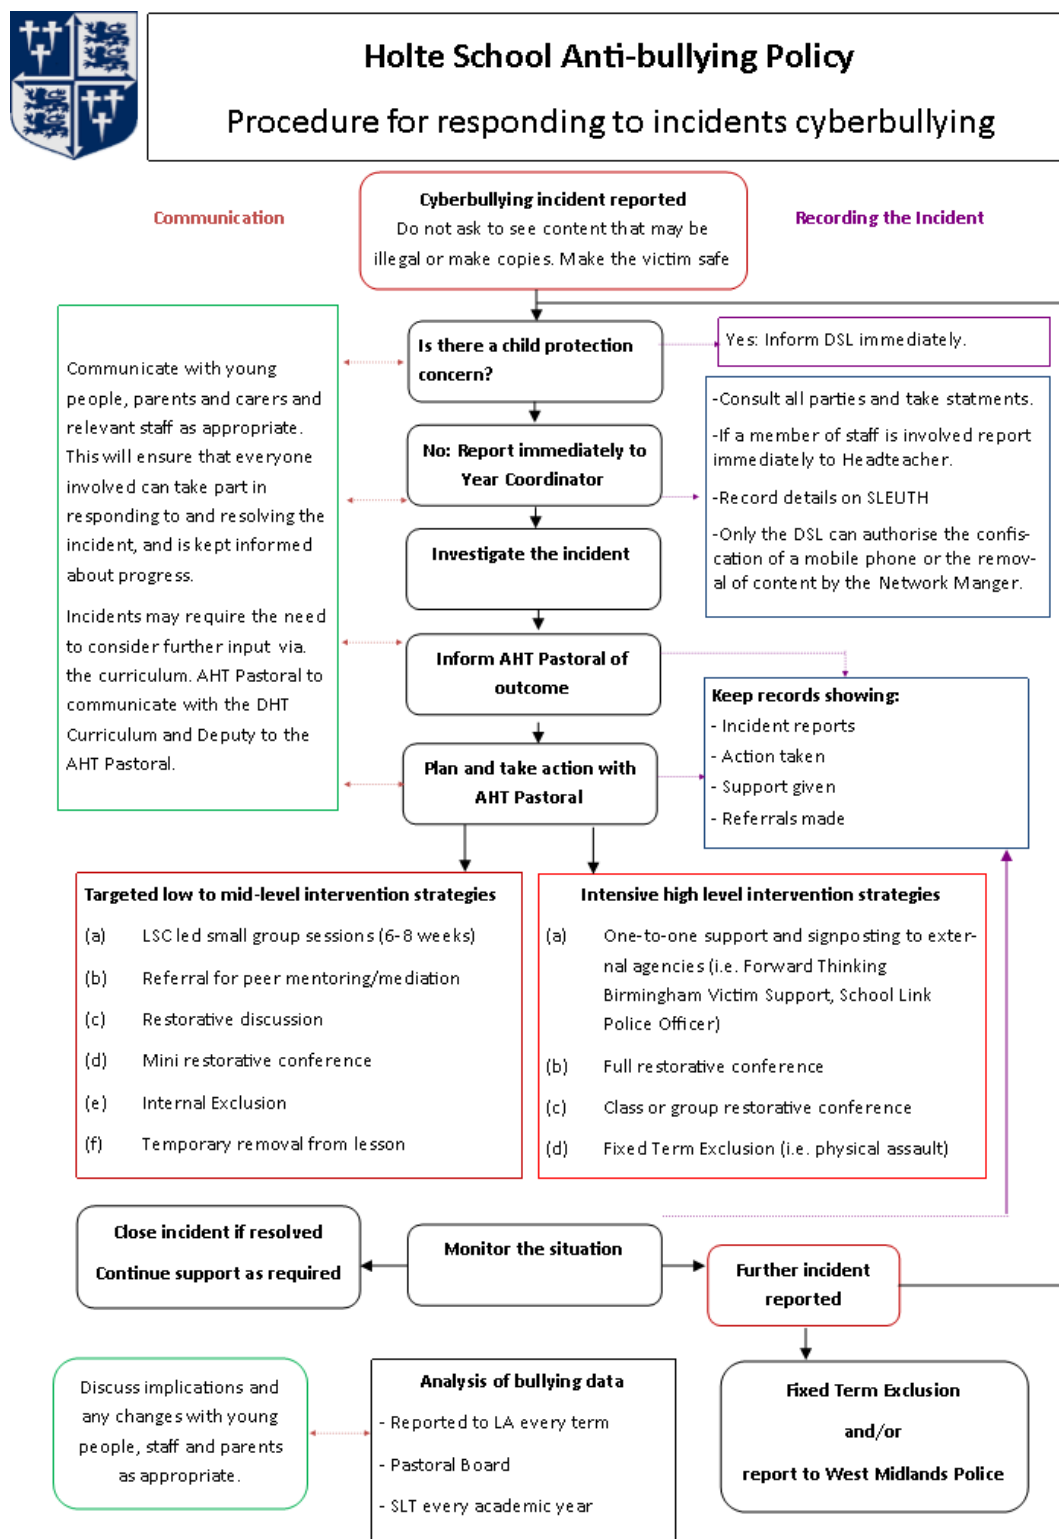 Holte School Anti-bullying Policy
Procedure for responding to incidents cyberbullying
Communication
Cyberbullying incident reported
Do not ask to see content that may be
illegal or make copies. Make the victim safe
Recording the Incident
Is there a child protection
concern?
Yes: Inform DSL immediately.
Communicate with young
people, parents and carers and
relevant staff as appropriate.
This will ensure that everyone
involved can take part in
responding to and resolving the
incident, and is kept informed
about progress.
Incidents may require the need
to consider further input via.
the curriculum. AHT Pastoral to
communicate with the DHT
Curriculum and Deputy to the
AHT Pastoral.
No: Report immediately to
Year Coordinator
-Consult all parties and take statments.
-If a member of staff is involved report
immediately to Headteacher.
-Record details on SLEUTH
-Only the DSL can authorise the confis-
cation of a mobile phone or the remov-
al of content by the Network Manger.
Investigate the incident
Inform AHT Pastoral of
outcome
Keep records showing:
- Incident reports
- Action taken
- Support given
- Referrals made
Plan and take action with
AHT Pastoral
Targeted low to mid-level intervention strategies
(a) LSC led small group sessions (6-8 weeks)
(b) Referral for peer mentoring/mediation
(c) Restorative discussion
(d) Mini restorative conference
(e) Internal Exclusion
(f) Temporary removal from lesson
Intensive high level intervention strategies
(a) One-to-one support and signposting to exter-
nal agencies (i.e. Forward Thinking
Birmingham Victim Support, School Link
Police Officer)
(b) Full restorative conference
(c) Class or group restorative conference
(d) Fixed Term Exclusion (i.e. physical assault)
Close incident if resolved
Continue support as required
Monitor the situation
Further incident
reported
Discuss implications and
any changes with young
people, staff and parents
as appropriate.
Analysis of bullying data
- Reported to LA every term
- Pastoral Board
- SLT every academic year
Fixed Term Exclusion
and/or
report to West Midlands Police